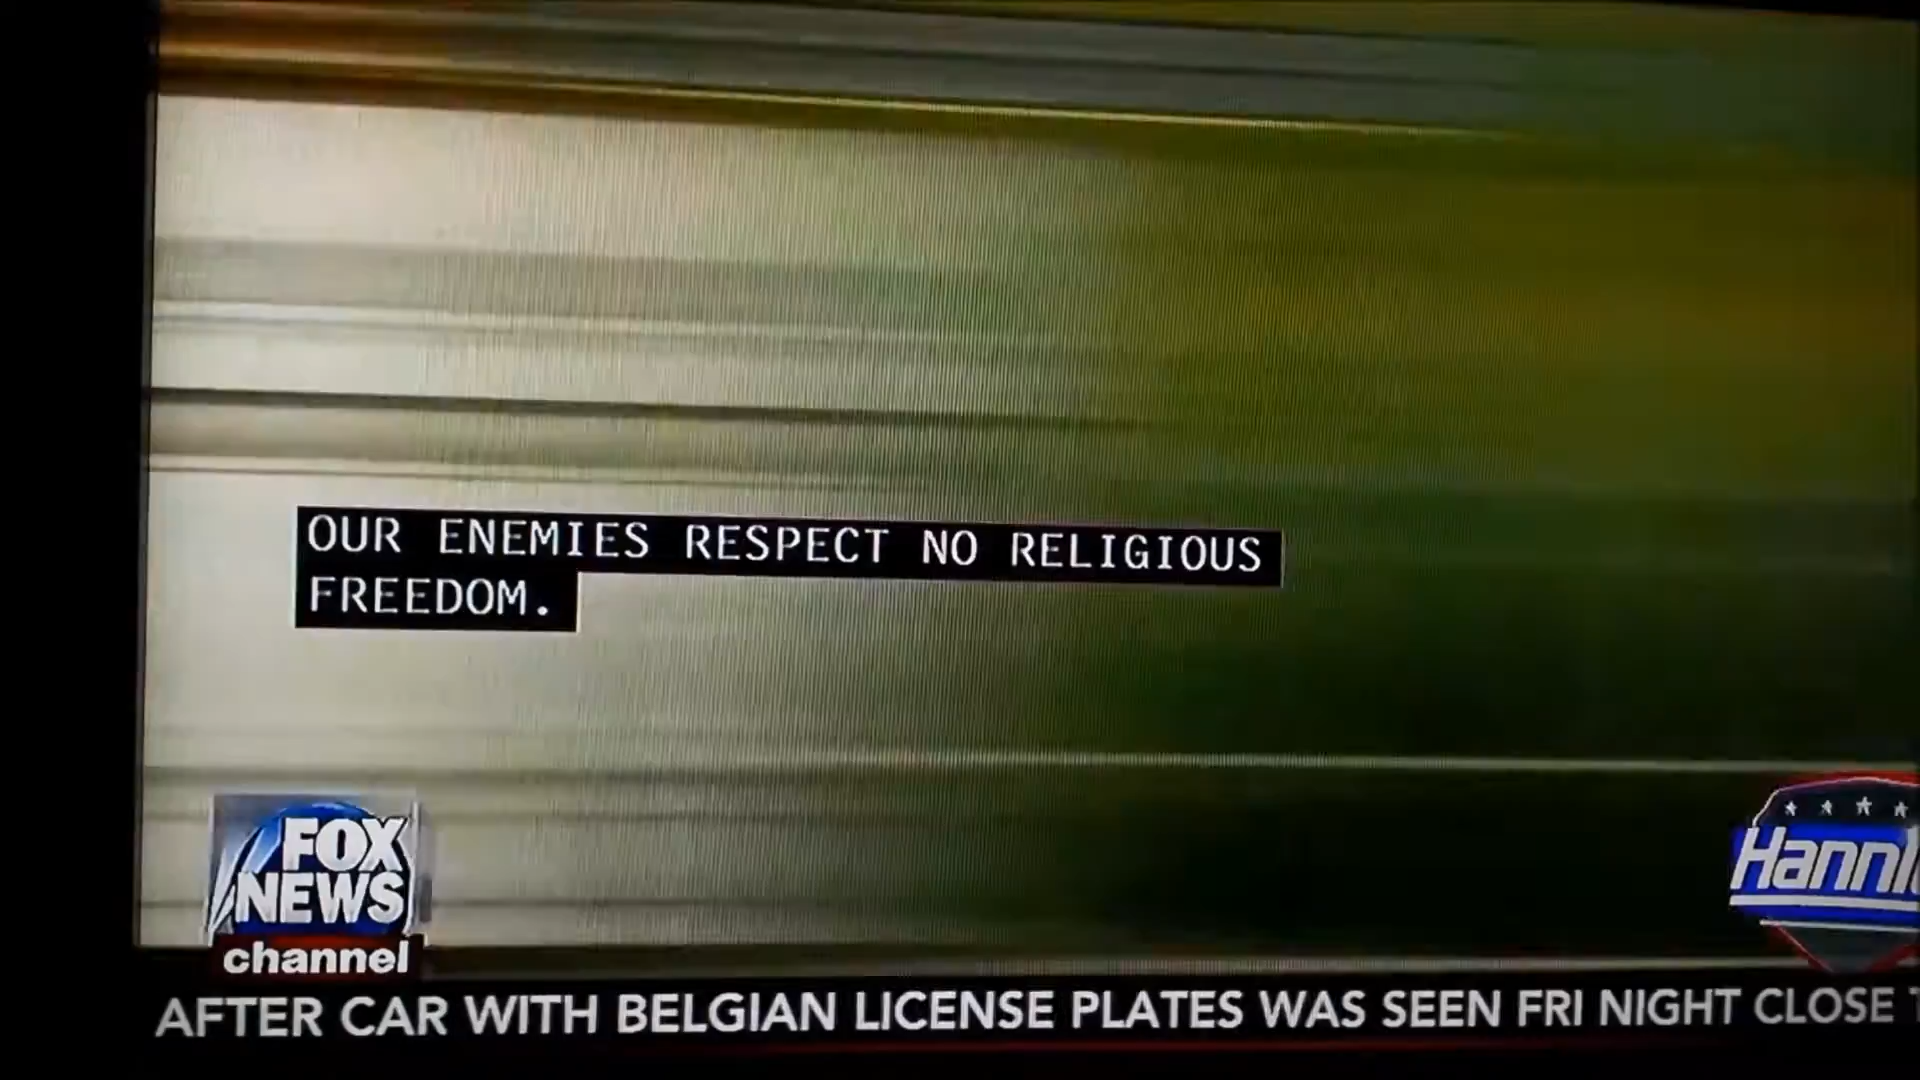 OUR ENEMIES RESPECT NO RELIGIOUS
FREEDOM.
FOX
NEWS
channel
★ ★ ★ ★
AFTER CAR WITH BELGIAN LICENSE PLATES WAS SEEN FRI NIGHT CLOSE